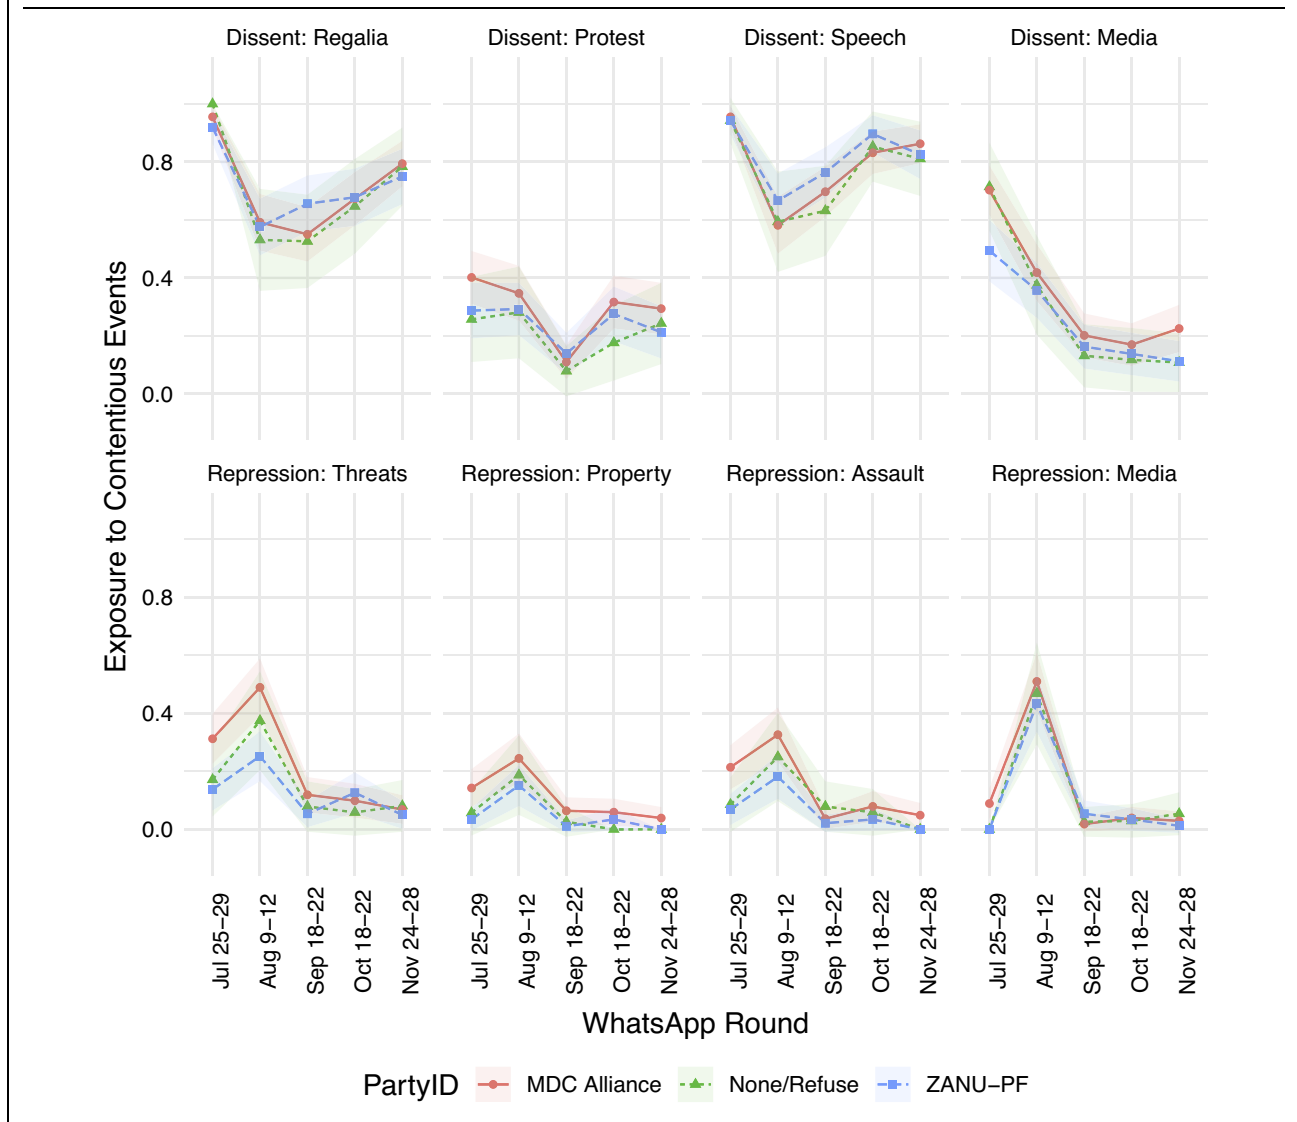 Dissent: Regalia
Dissent: Protest
Dissent: Speech
Dissent: Media
0.8
0.4
0.0
Exposure to Contentious Events
Repression: Threats
Repression: Property
Repression: Assault
Repression: Media
0.8
0.4
0.0
Jul 25–29
Aug 9–12
Sep 18–22
Oct 18–22
Nov 24–28
Jul 25–29
Aug 9–12
Sep 18–22
Oct 18–22
Nov 24–28
Jul 25–29
Aug 9–12
Sep 18–22
Oct 18–22
Nov 24–28
Jul 25–29
Aug 9–12
Sep 18–22
Oct 18–22
Nov 24–28
WhatsApp Round
PartyID MDC Alliance None/Refuse ZANU–PF